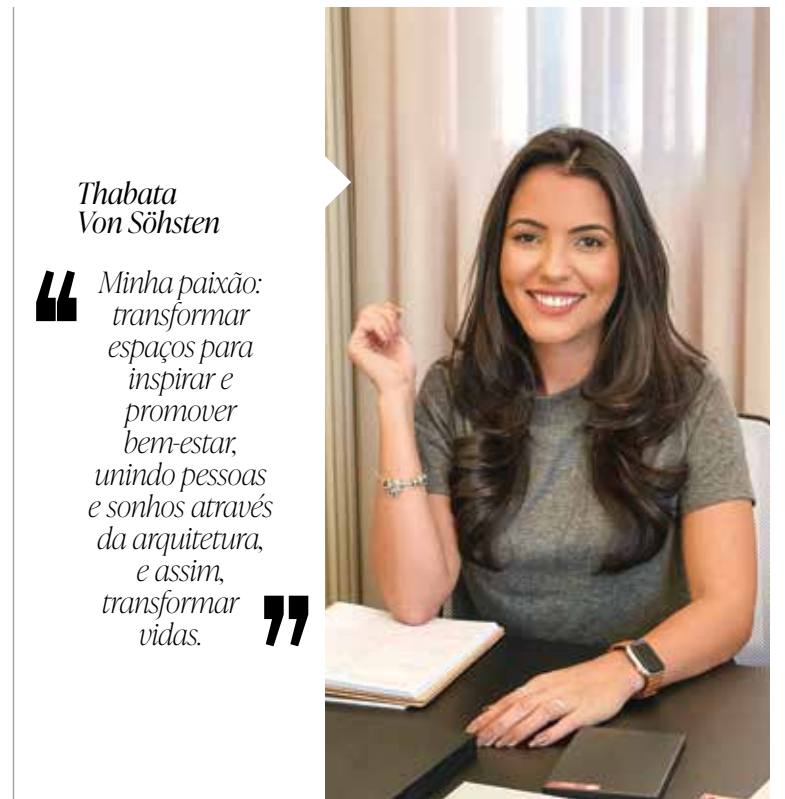 Thabata
Von Söhsten
“ Minha paixão:
transformar
espaços para
inspirar e
promover
bem-estar,
unindo pessoas
e sonhos através
da arquitetura,
e assim,
transformar
vidas. ”